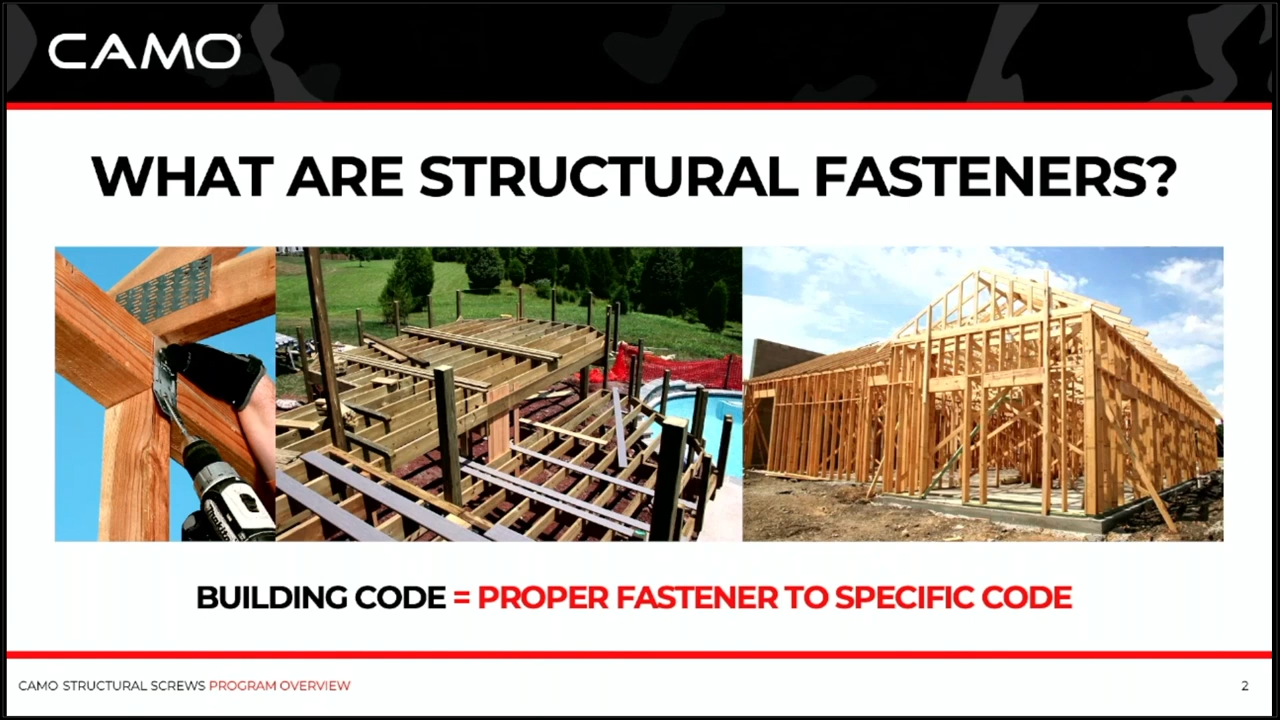 CAMO
WHAT ARE STRUCTURAL FASTENERS?
BUILDING CODE = PROPER FASTENER TO SPECIFIC CODE
CAMO STRUCTURAL SCREWS PROGRAM OVERVIEW
2